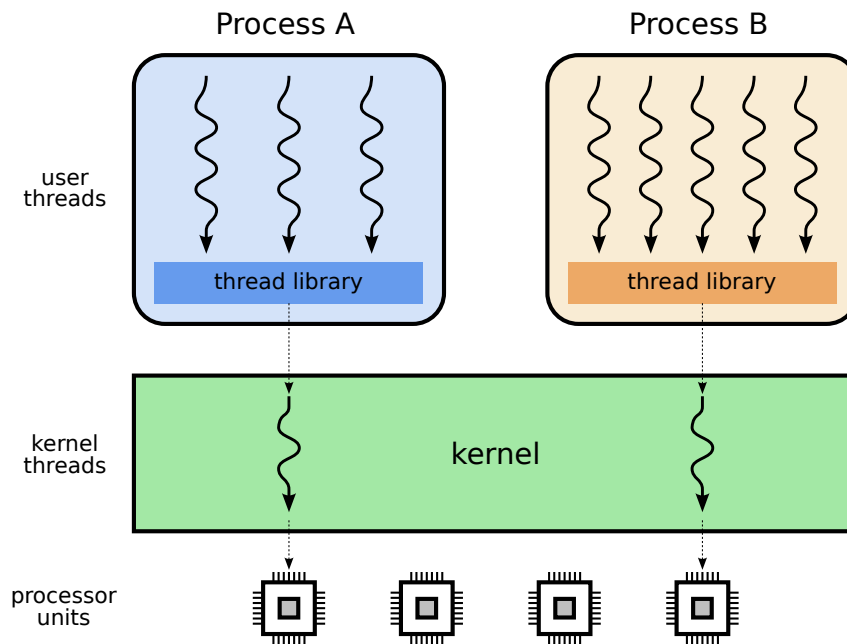 Process A
Process B
user
threads
thread library
thread library
kernel
threads
kernel
processor
units